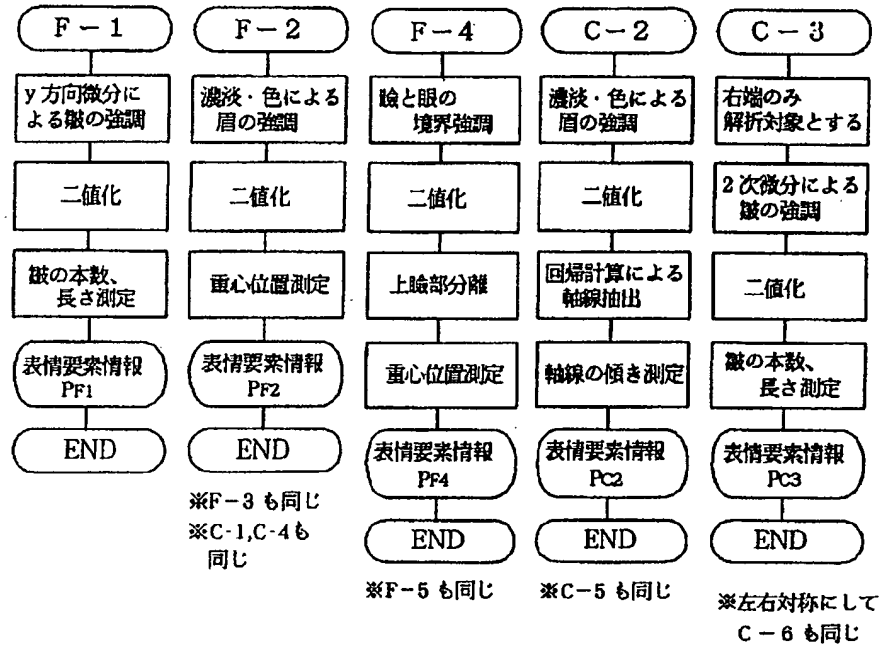 F－1
y方向微分に
よる皺の強調
二値化
皺の本数、
長さ測定
表情要素情報
PF1
END
F－2
濃淡・色による
眉の強調
二値化
重心位置測定
表情要素情報
PF2
END
※F－3も同じ
※C-1,C-4も
同じ
F－4
瞼と眼の
境界強調
二値化
上瞼部分離
重心位置測定
表情要素情報
PF4
END
※F－5も同じ
C－2
濃淡・色による
眉の強調
二値化
回帰計算による
軸線抽出
軸線の傾き測定
表情要素情報
PC2
END
※C－5も同じ
C－3
右端のみ
解折対象とする
2次微分による
皺の強調
二値化
皺の本数、
長さ測定
表情要素情報
PC3
END
※左右対称にして
C－6も同じ